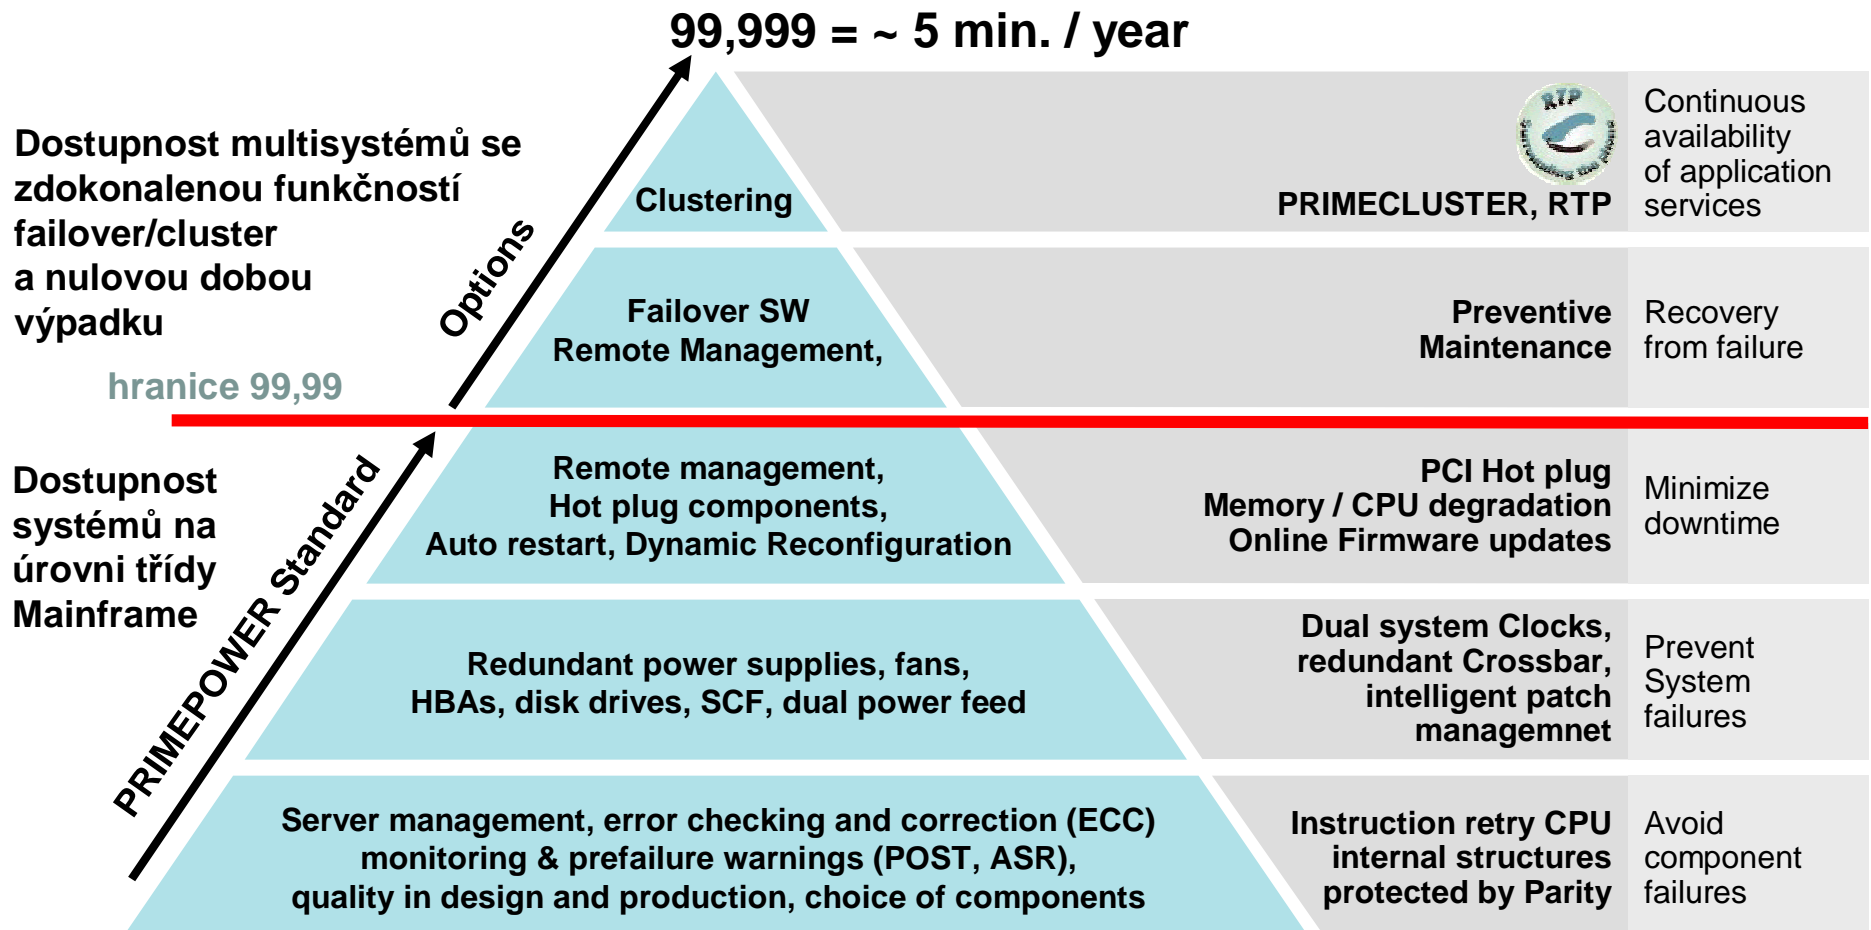 99,999 = ~ 5 min. / year
Dostupnost multisystémů se
zdokonalenou funkčností
failover/cluster
a nulovou dobou
výpadku
hranice 99,99
Dostupnost
systémů na
úrovni třídy
Mainframe
Options
PRIMEPOWER Standard
Clustering
RTP
PRIMECLUSTER, RTP
Continuous
availability
of application
services
Failover SW
Remote Management,
Preventive
Maintenance
Recovery
from failure
Remote management,
Hot plug components,
Auto restart, Dynamic Reconfiguration
PCI Hot plug
Memory / CPU degradation
Online Firmware updates
Minimize
downtime
Redundant power supplies, fans,
HBAs, disk drives, SCF, dual power feed
Dual system Clocks,
redundant Crossbar,
intelligent patch
managemnet
Prevent
System
failures
Server management, error checking and correction (ECC)
monitoring & prefailure warnings (POST, ASR),
quality in design and production, choice of components
Instruction retry CPU
internal structures
protected by Parity
Avoid
component
failures